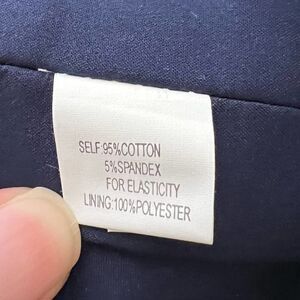 SELF:95%COTTON
5%SPANDEX
FOR ELASTICITY
LINING:100%POLYESTER